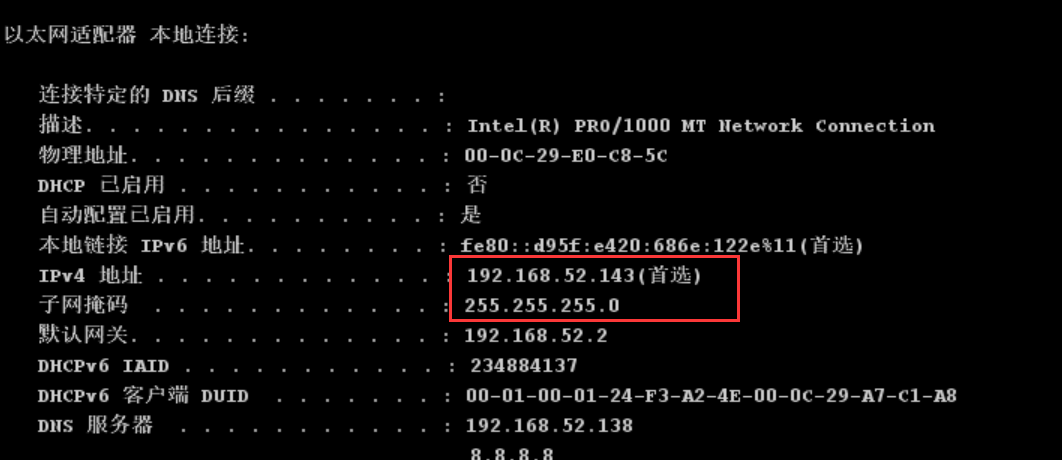 以太网适配器 本地连接:
连接特定的 DNS 后缀 . . . . . . . :
描述. . . . . . . . . . . . . . . : Intel(R) PRO/1000 MT Network Connection
物理地址. . . . . . . . . . . . . : 00-0C-29-E0-C8-5C
DHCP 已启用 . . . . . . . . . . . : 否
自动配置已启用. . . . . . . . . . : 是
本地链接 IPv6 地址. . . . . . . . : fe80::d95f:e420:686e:122e%11(首选)
IPv4 地址 . . . . . . . . . . . . : 192.168.52.143(首选)
子网掩码 . . . . . . . . . . . . : 255.255.255.0
默认网关. . . . . . . . . . . . . : 192.168.52.2
DHCPv6 IAID . . . . . . . . . . . : 234884137
DHCPv6 客户端 DUID . . . . . . . : 00-01-00-01-24-F3-A2-4E-00-0C-29-A7-C1-A8
DNS 服务器 . . . . . . . . . . . : 192.168.52.138
8.8.8.8